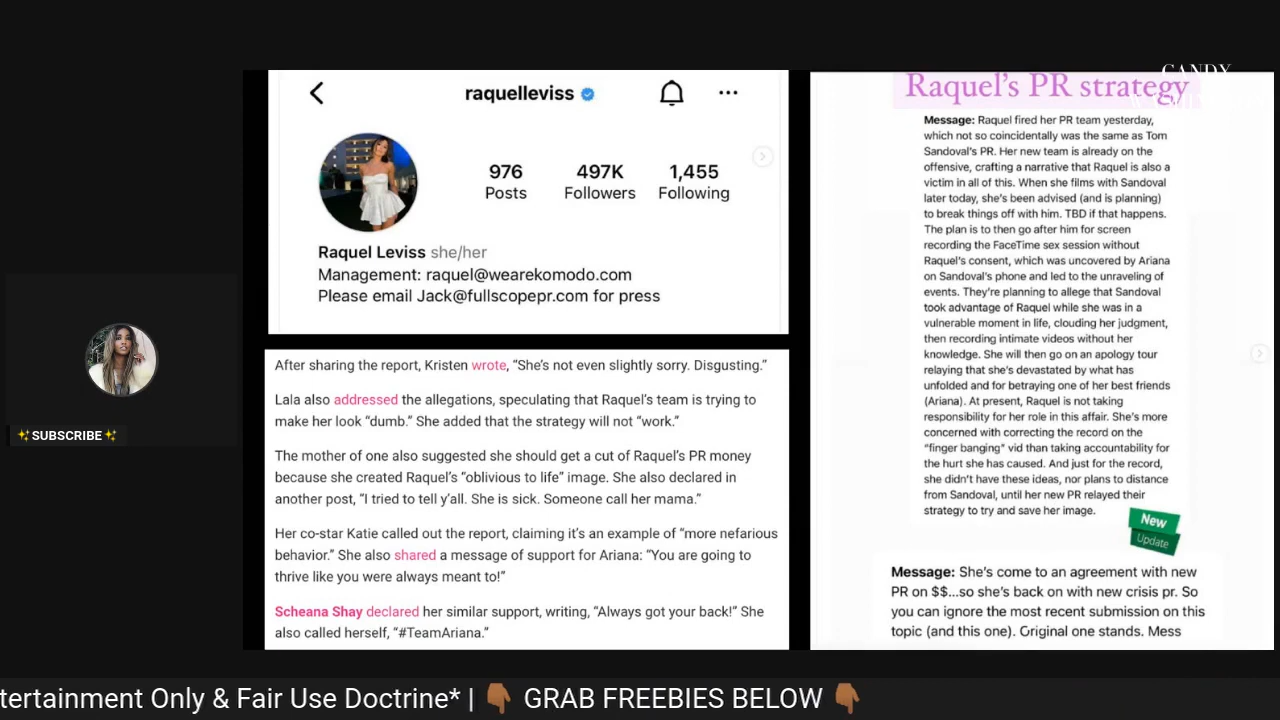 raquelleviss
976
Posts
497K
Followers
1,455
Following
Raquel Leviss she/her
Management: raquel@wearekomodo.com
Please email Jack@fullscopepr.com for press
After sharing the report, Kristen wrote, “She’s not even slightly sorry. Disgusting.”
Lala also addressed the allegations, speculating that Raquel’s team is trying to
make her look “dumb.” She added that the strategy will not “work.”
The mother of one also suggested she should get a cut of Raquel’s PR money
because she created Raquel’s “oblivious to life” image. She also declared in
another post, “I tried to tell y’all. She is sick. Someone call her mama.”
Her co-star Katie called out the report, claiming it’s an example of “more nefarious
behavior.” She also shared a message of support for Ariana: “You are going to
thrive like you were always meant to!”
Scheana Shay declared her similar support, writing, “Always got your back!” She
also called herself, “#TeamAriana.”
CANDY
Raquel’s PR strategy
Message: Raquel fired her PR team yesterday,
which not so coincidentally was the same as Tom
Sandoval’s PR. Her new team is already on the
offensive, crafting a narrative that Raquel is also a
victim in all of this. When she films with Sandoval
later today, she’s been advised (and is planning)
to break things off with him. TBD if that happens.
The plan is to then go after him for screen
recording the FaceTime sex session without
Raquel’s consent, which was uncovered by Ariana
on Sandoval’s phone and led to the unraveling of
events. They’re planning to allege that Sandoval
took advantage of Raquel while she was in a
vulnerable moment in life, clouding her judgment,
then recording intimate videos without her
knowledge. She will then go on an apology tour
relaying that she’s devastated by what has
unfolded and for betraying one of her best friends
(Ariana). At present, Raquel is not taking
responsibility for her role in this affair. She’s more
concerned with correcting the record on the
“finger banging” vid than taking accountability for
the hurt she has caused. And just for the record,
she didn’t have these ideas, nor plans to distance
from Sandoval, until her new PR relayed their
strategy to try and save her image.
New
Update
Message: She’s come to an agreement with new
PR on $$...so she’s back on with new crisis pr. So
you can ignore the most recent submission on this
topic (and this one). Original one stands. Mess
✨SUBSCRIBE✨
tertainment Only & Fair Use Doctrine* | 👇🏾 GRAB FREEBIES BELOW 👇🏾